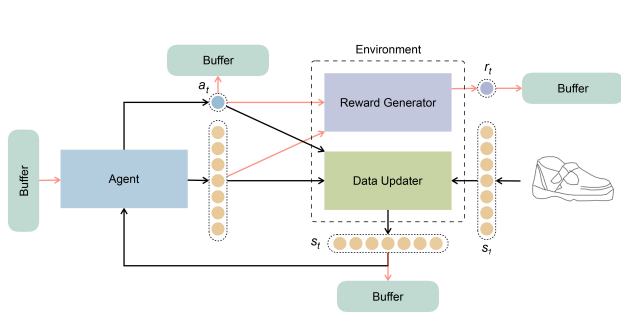 Environment
Buffer
a_t
r_t
Buffer
Reward Generator
Buffer
Agent
Data Updater
s_t
s_t
Buffer